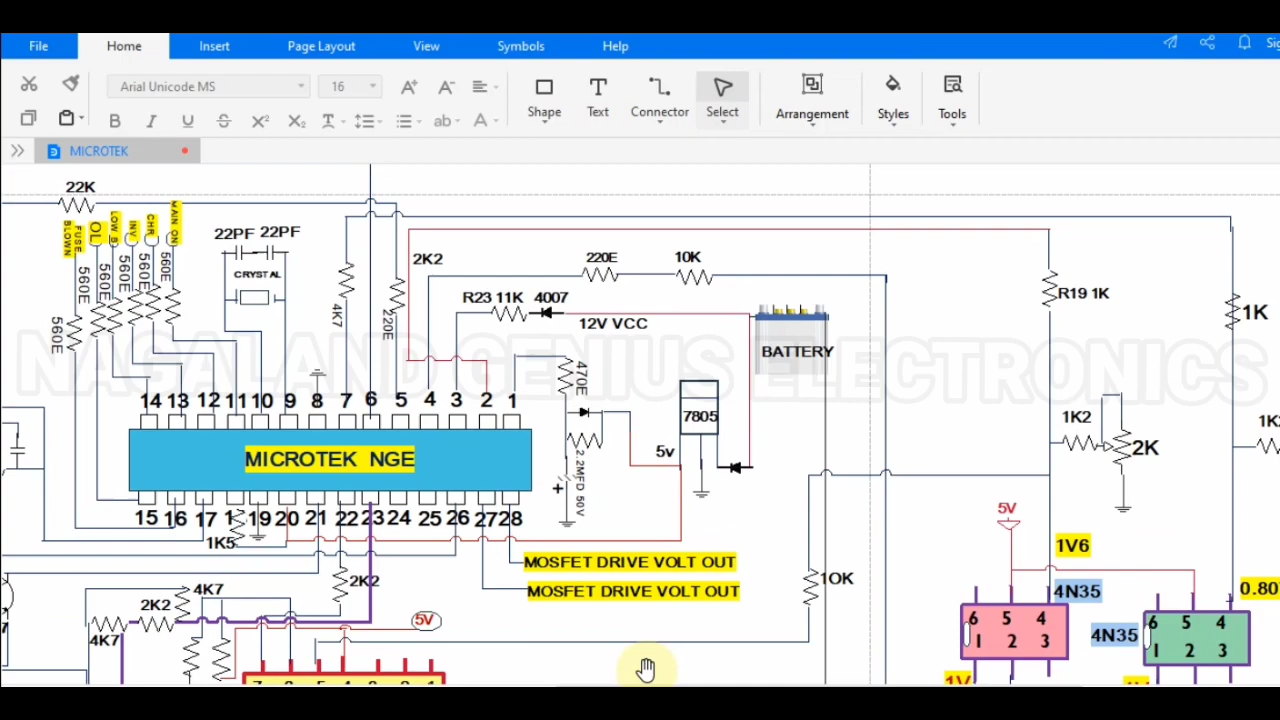 File Home Insert Page Layout View Symbols Help
Arial Unicode MS 16 Shape Text Connector Select Arrangement Styles Tools
MICROTEK
22K
FUSE BLOWN
OL
INV
CHR
MAIN ON
22PF 22PF
CRYSTAL
560E
560E
560E
560E
560E
560E
4K7
220E
2K2
220E
10K
R23 11K 4007
12V VCC
BATTERY
R19 1K
1K
NAGALAND GENIUS ELECTRONICS
470E
7805
5v
2.2MFD 50V
+
1K2
2K
14 13 12 11 10 9 8 7 6 5 4 3 2 1
MICROTEK NGE
15 16 17 1 19 20 21 22 23 24 25 26 27 28
1K5
MOSFET DRIVE VOLT OUT
MOSFET DRIVE VOLT OUT
2K2
4K7
2K2
4K7
5V
10K
5V
1V6
4N35
6 5 4
1 2 3
4N35
6 5 4
1 2 3
0.80
1V